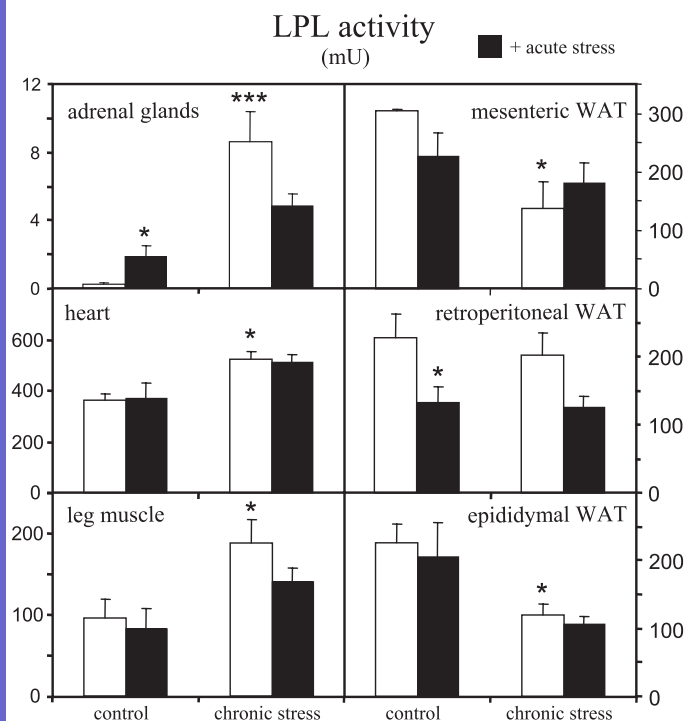 LPL activity
(mU)
+ acute stress
12
8
4
0
adrenal glands
***
*
mesenteric WAT
*
300
200
100
0
600
400
200
0
heart
*
retroperitoneal WAT
*
200
100
0
200
100
0
leg muscle
*
epididymal WAT
*
200
100
0
control chronic stress control chronic stress